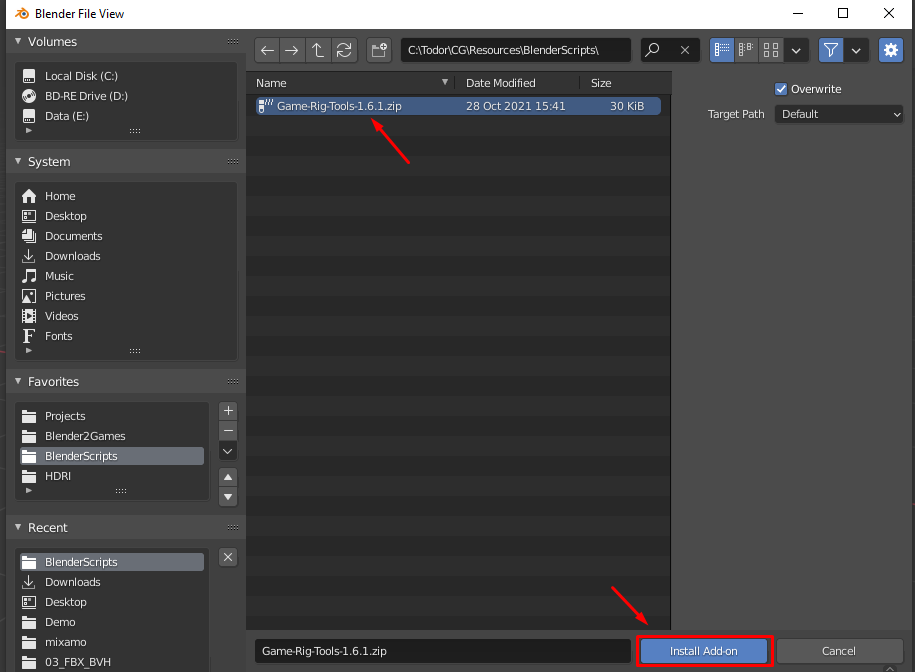 Blender File View
Volumes
Local Disk (C:)
BD-RE Drive (D:)
Data (E:)
System
Home
Desktop
Documents
Downloads
Music
Pictures
Videos
Fonts
Favorites
Projects
Blender2Games
BlenderScripts
HDRI
Recent
BlenderScripts
Downloads
Desktop
Demo
mixamo
03_FBX_BVH
C:\Todor\CG\Resources\BlenderScripts\
Name Date Modified Size
Game-Rig-Tools-1.6.1.zip 28 Oct 2021 15:41 30 KiB
Overwrite
Target Path Default
Game-Rig-Tools-1.6.1.zip Install Add-on Cancel